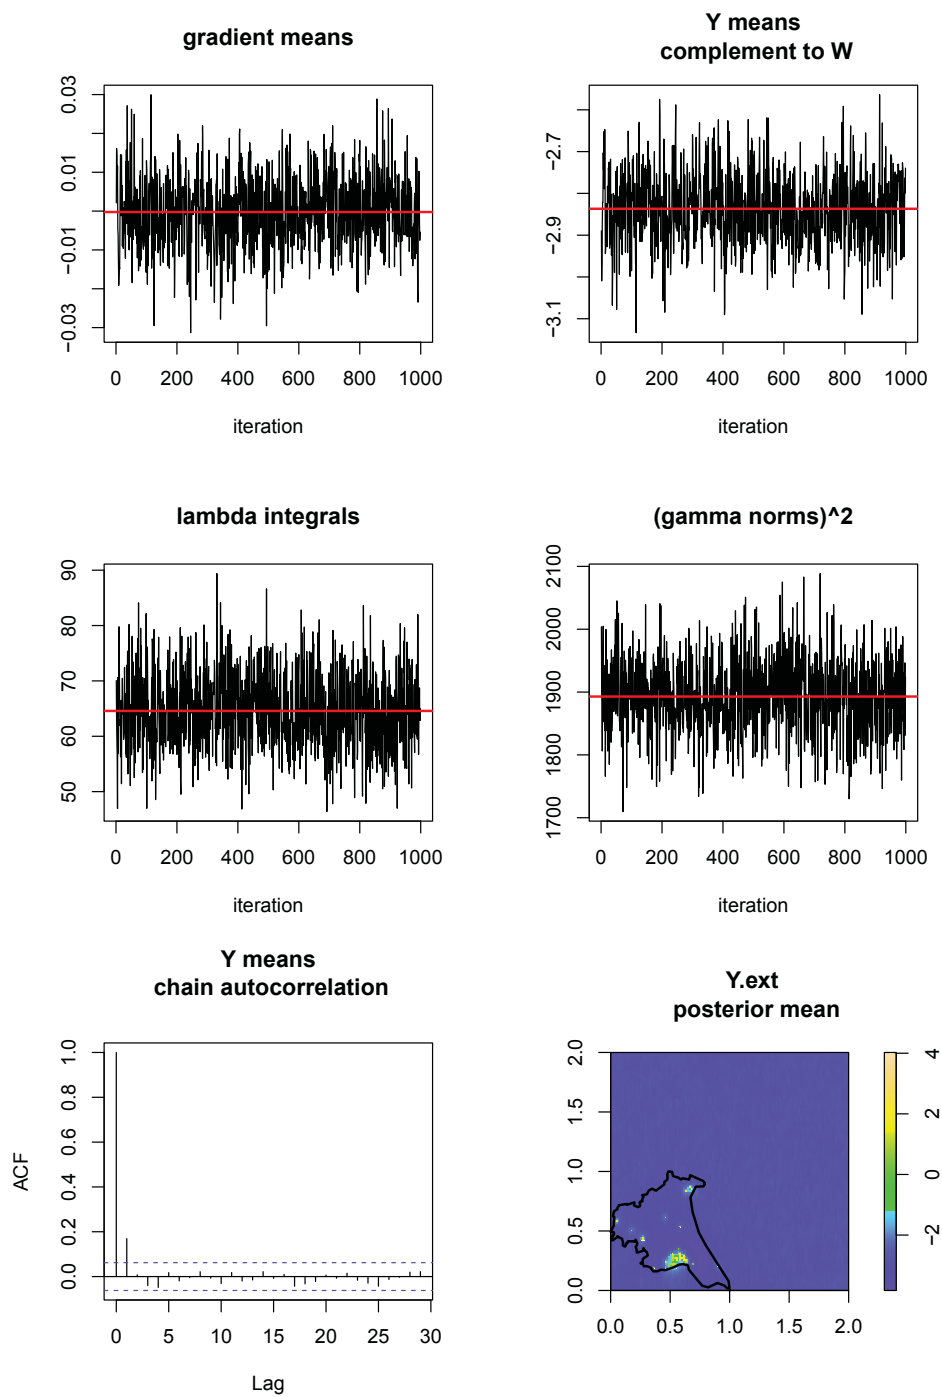 gradient means
0.03
0.01
−0.01
−0.03
0 200 400 600 800 1000
iteration
Y means
complement to W
−2.7
−2.9
−3.1
0 200 400 600 800 1000
iteration
lambda integrals
90
80
70
60
50
0 200 400 600 800 1000
iteration
(gamma norms)^2
2100
2000
1900
1800
1700
0 200 400 600 800 1000
iteration
Y means
chain autocorrelation
ACF
1.0
0.8
0.6
0.4
0.2
0.0
0 5 10 15 20 25 30
Lag
Y.ext
posterior mean
2.0
1.5
1.0
0.5
0.0
0.0 0.5 1.0 1.5 2.0
4
2
0
−2